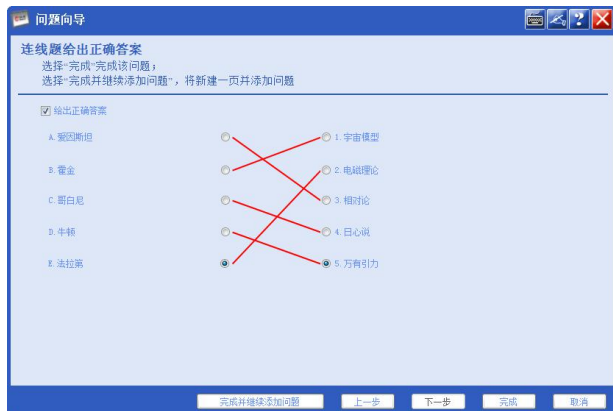 问题向导
连线题给出正确答案
选择“完成”完成该问题；
选择“完成并继续添加问题”，将新建一页并添加问题
给出正确答案
A. 爱因斯坦
1. 宇宙模型
B. 霍金
2. 电磁理论
C. 哥白尼
3. 相对论
D. 牛顿
4. 日心说
E. 法拉第
5. 万有引力
完成并继续添加问题
上一步
下一步
完成
取消